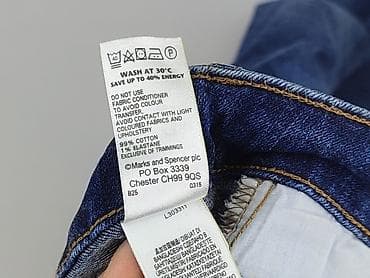 WASH AT 30°C
SAVE UP TO 40% ENERGY
DO NOT USE
FABRIC CONDITIONER
TO AVOID COLOUR
TRANSFER.
AVOID CONTACT WITH LIGHT
COLOURED FABRICS AND
UPHOLSTERY
99% COTTON
1% ELASTANE
EXCLUSIVE OF TRIMMINGS
©Marks and Spencer plc
PO Box 3339
Chester CH99 9QS
B25 0315
L303311